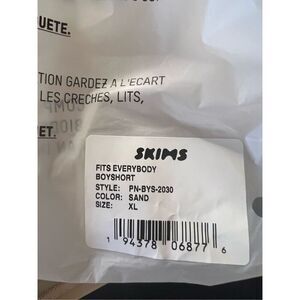 UETE.
TION GARDEZ A L'ECART
LES CRECHES, LITS,
ET.
SKIMS
FITS EVERYBODY
BOYSHORT
STYLE: PN-BYS-2030
COLOR: SAND
SIZE: XL
1 94378 06877 6